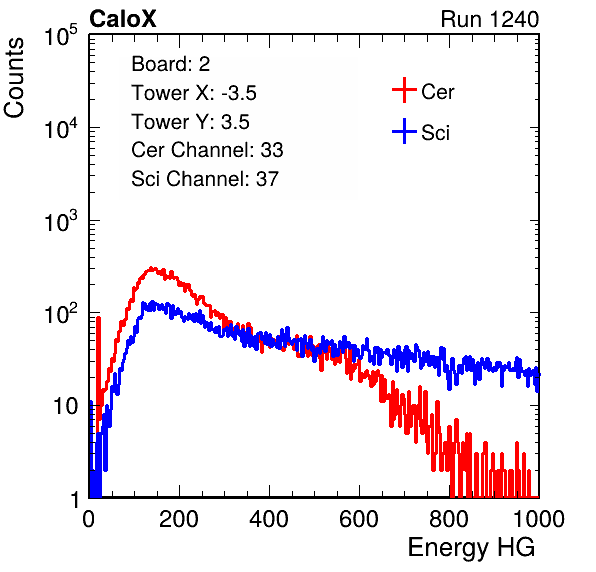 CaloX Run 1240
Counts
Board: 2
Tower X: -3.5
Tower Y: 3.5
Cer Channel: 33
Sci Channel: 37
Cer
Sci
10^5
10^4
10^3
10^2
10
1
0 200 400 600 800 1000
Energy HG